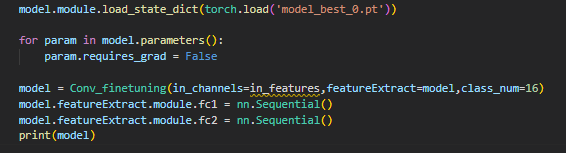 model.module.load_state_dict(torch.load('model_best_0.pt'))
for param in model.parameters():
    param.requires_grad = False
model = Conv_finetuning(in_channels=in_features,featureExtract=model,class_num=16)
model.featureExtract.module.fc1 = nn.Sequential()
model.featureExtract.module.fc2 = nn.Sequential()
print(model)